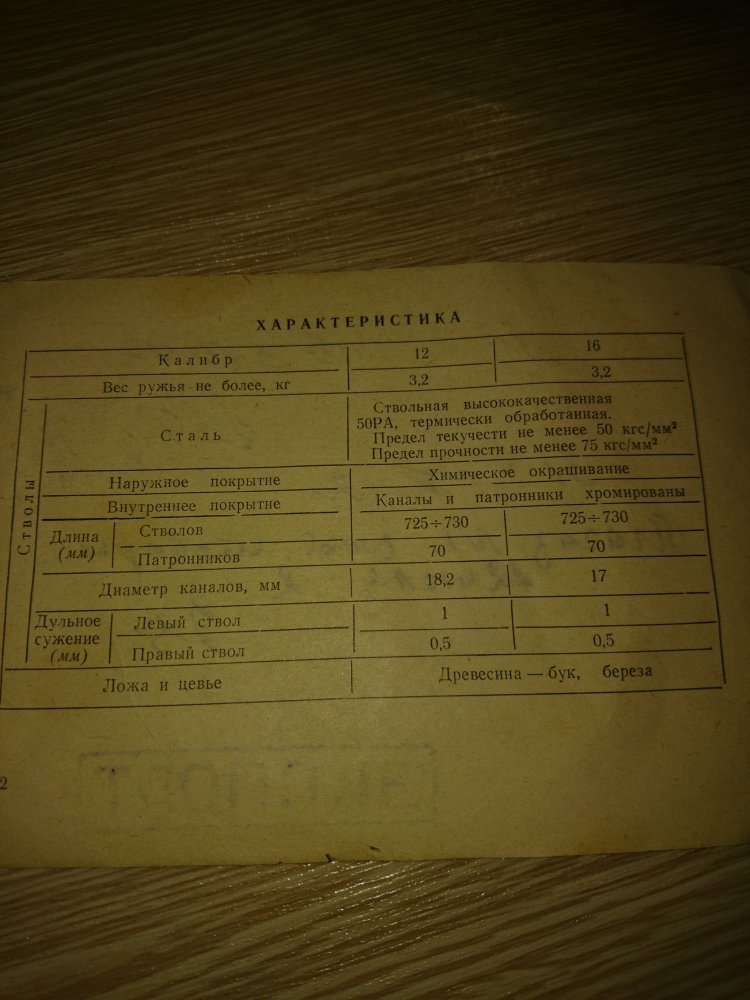 ХАРАКТЕРИСТИКА
Калибр 12 16
Вес ружья не более, кг 3,2 3,2
Стволы
Сталь
Ствольная высококачественная
50РА, термически обработанная.
Предел текучести не менее 50 кгс/мм²
Предел прочности не менее 75 кгс/мм²
Наружное покрытие Химическое окрашивание
Внутреннее покрытие Каналы и патронники хромированы
Длина (мм)
Стволов 725÷730 725÷730
Патронников 70 70
Диаметр каналов, мм 18,2 17
Дульное сужение (мм)
Левый ствол 1 1
Правый ствол 0,5 0,5
Ложа и цевье Древесина — бук, береза
2